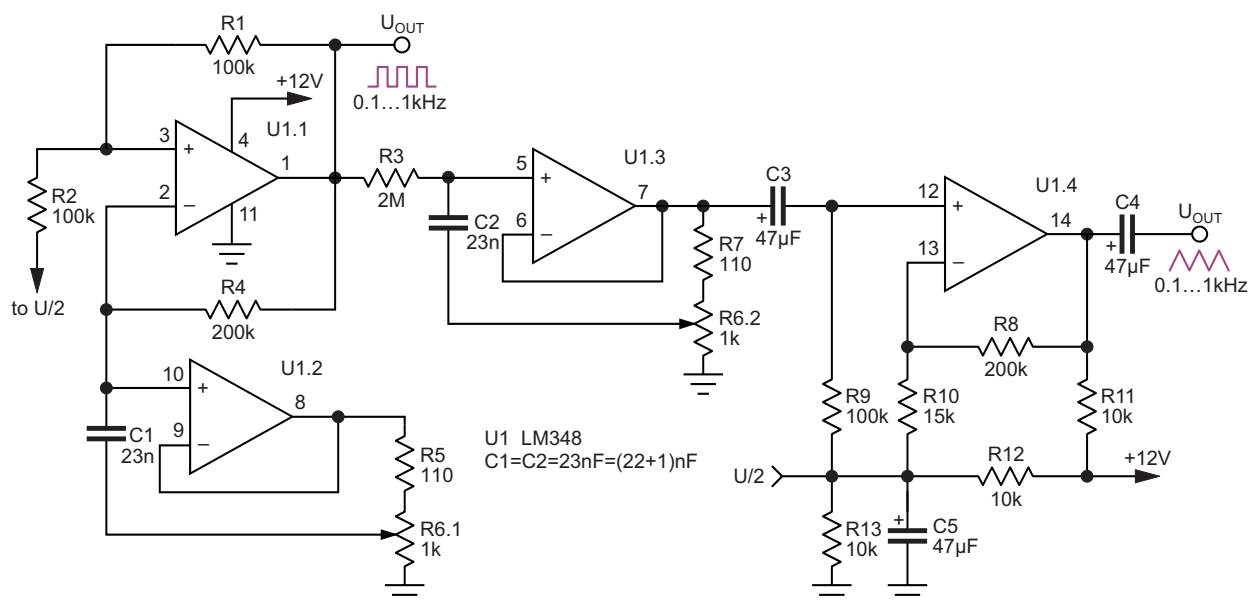 R1
100k
U_OUT
0.1...1kHz
+12V
U1.1
3
+
4
1
2
−
11
R2
100k
to U/2
R4
200k
R3
2M
C2
23n
U1.3
5
+
7
6
−
C3
+
47µF
R7
110
R6.2
1k
U1.4
12
+
14
13
−
C4
+
47µF
U_OUT
0.1...1kHz
R8
200k
R9
100k
R10
15k
R11
10k
U1.2
10
+
8
9
−
C1
23n
R5
110
R6.1
1k
U1 LM348
C1=C2=23nF=(22+1)nF
U/2
R12
10k
+12V
R13
10k
+
C5
47µF